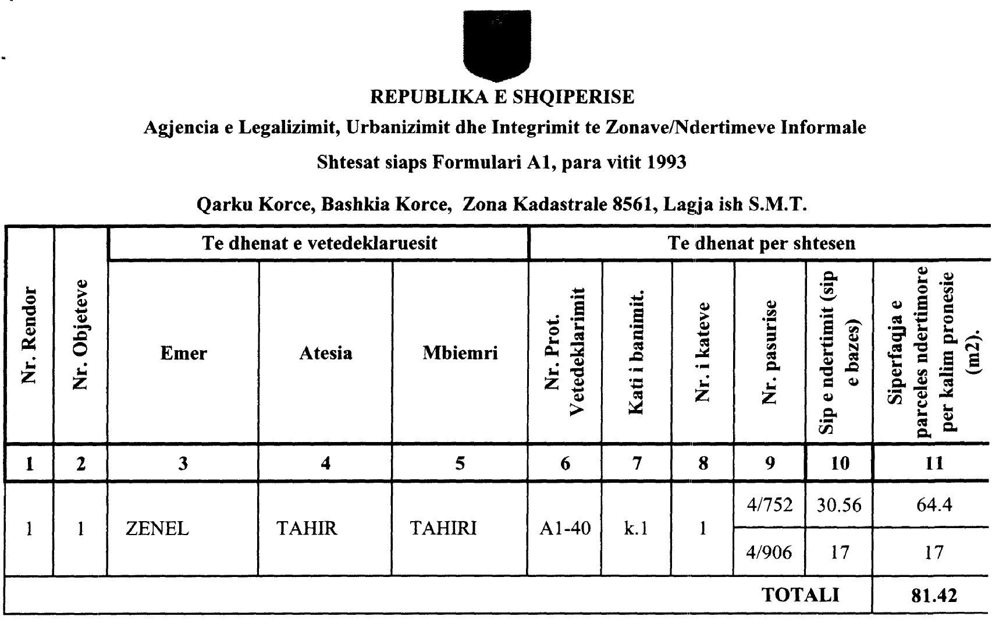 REPUBLIKA E SHQIPERISE
Agjencia e Legalizimit, Urbanizimit dhe Integrimit te Zonave/Ndertimeve Informale
Shtesat siaps Formulari A1, para vitit 1993
Qarku Korce, Bashkia Korce, Zona Kadastrale 8561, Lagja ish S.M.T.
Te dhenat e vetedeklaruesit
Te dhenat per shtesen
Nr. Rendor
Nr. Objeteve
Emer
Atesia
Mbiemri
Nr. Prot.
Vetedeklarimit
Kati i banimit.
Nr. i kateve
Nr. pasurise
Sip e ndertimit (sip
e bazes)
Siperfaqja e
parceles ndertimore
per kalim pronesie
(m2).
1 2 3 4 5 6 7 8 9 10 11
1 1 ZENEL TAHIR TAHIRI A1-40 k.1 1 4/752 30.56 64.4
4/906 17 17
TOTALI 81.42